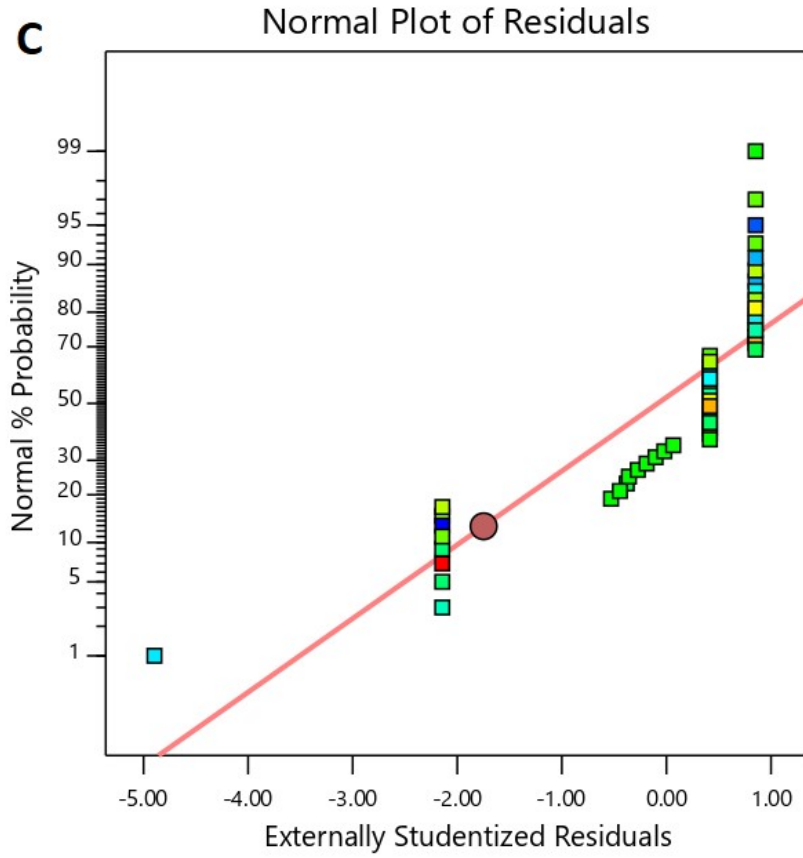 C
Normal Plot of Residuals
Normal % Probability
99
95
90
80
70
50
30
20
10
5
1
-5.00 -4.00 -3.00 -2.00 -1.00 0.00 1.00
Externally Studentized Residuals